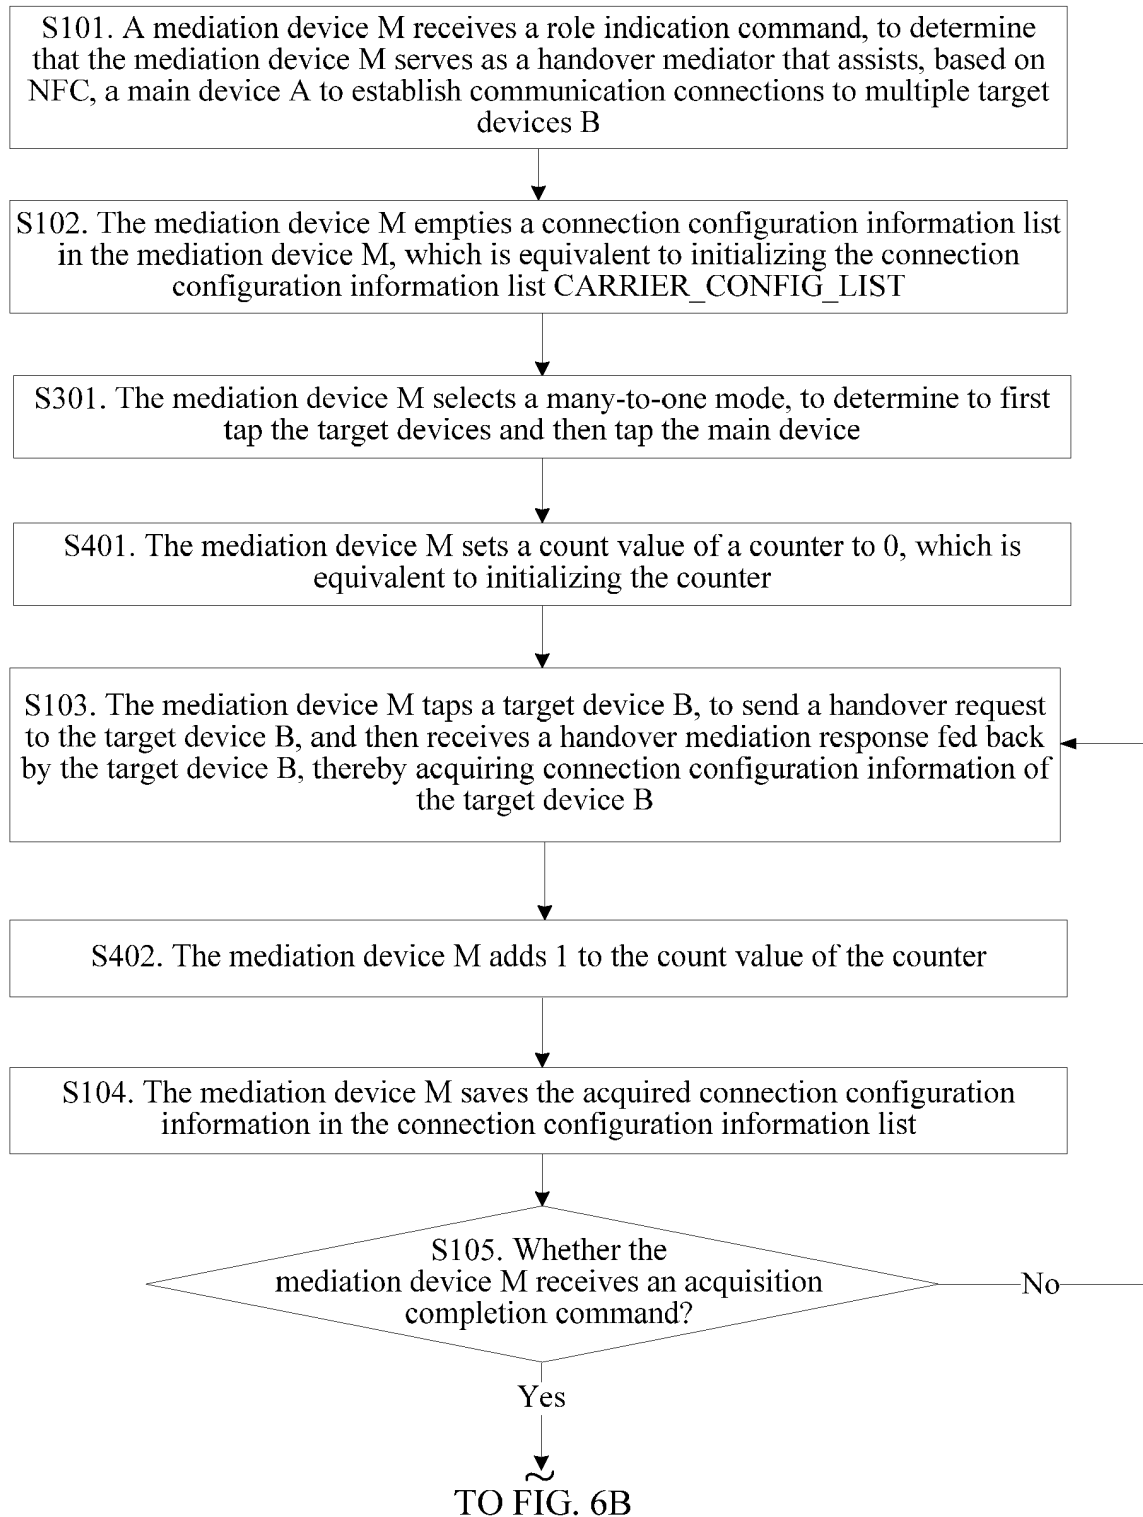 S101. A mediation device M receives a role indication command, to determine
that the mediation device M serves as a handover mediator that assists, based on
NFC, a main device A to establish communication connections to multiple target
devices B
S102. The mediation device M empties a connection configuration information list
in the mediation device M, which is equivalent to initializing the connection
configuration information list CARRIER_CONFIG_LIST
S301. The mediation device M selects a many-to-one mode, to determine to first
tap the target devices and then tap the main device
S401. The mediation device M sets a count value of a counter to 0, which is
equivalent to initializing the counter
S103. The mediation device M taps a target device B, to send a handover request
to the target device B, and then receives a handover mediation response fed back
by the target device B, thereby acquiring connection configuration information of
the target device B
S402. The mediation device M adds 1 to the count value of the counter
S104. The mediation device M saves the acquired connection configuration
information in the connection configuration information list
S105. Whether the
mediation device M receives an acquisition
completion command?
No
Yes
TO FIG. 6B